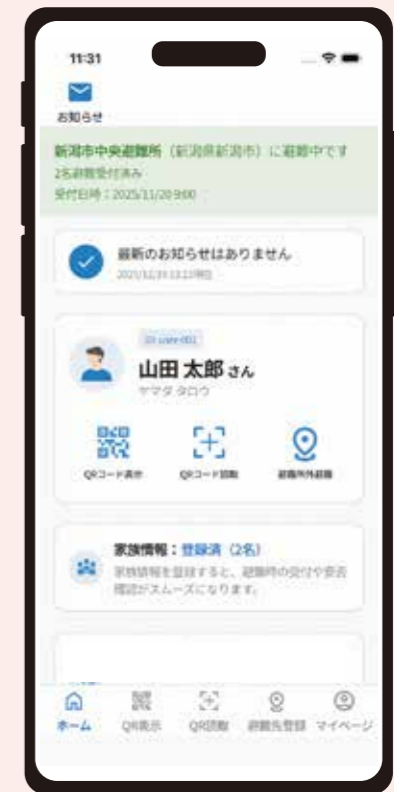 11:31
お知らせ
新潟市中央避難所（新潟県新潟市）に避難中です
2名避難受付済み
受付日時：2025/11/20 9:00
最新のお知らせはありません
山田 太郎 さん
ヤマダ タロウ
QRコード表示 QRコード読取 避難所外避難
家族情報：登録済（2名）
家族情報を登録すると、避難時の受付や安否
確認がスムーズになります。
ホーム QR表示 QR読取 避難先登録 マイページ